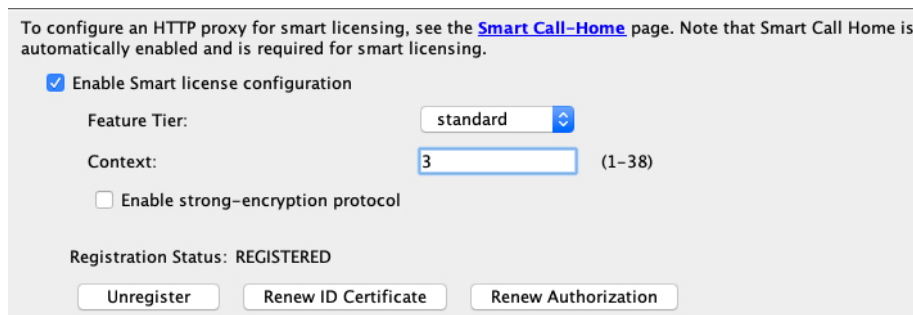 To configure an HTTP proxy for smart licensing, see the Smart Call-Home page. Note that Smart Call Home is
automatically enabled and is required for smart licensing.
Enable Smart license configuration
Feature Tier: standard
Context: 3 (1-38)
Enable strong-encryption protocol
Registration Status: REGISTERED
Unregister Renew ID Certificate Renew Authorization